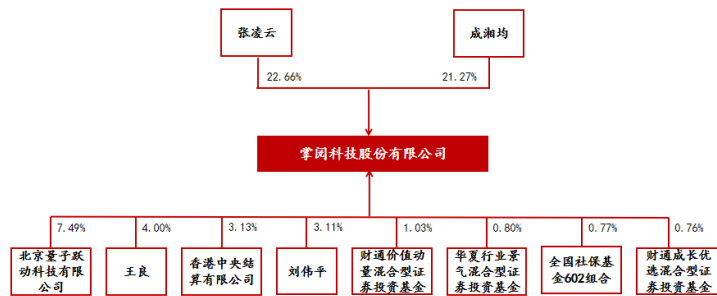 张凌云
成湘均
22.66%
21.27%
掌阅科技股份有限公司
7.49%
4.00%
3.13%
3.11%
1.03%
0.80%
0.77%
0.76%
北京量子跃
动科技有限
公司
王良
香港中央结
算有限公司
刘伟平
财通价值动
量混合型证
券投资基金
华夏行业景
气混合型证
券投资基金
全国社保基
金602组合
财通成长优
选混合型证
券投资基金